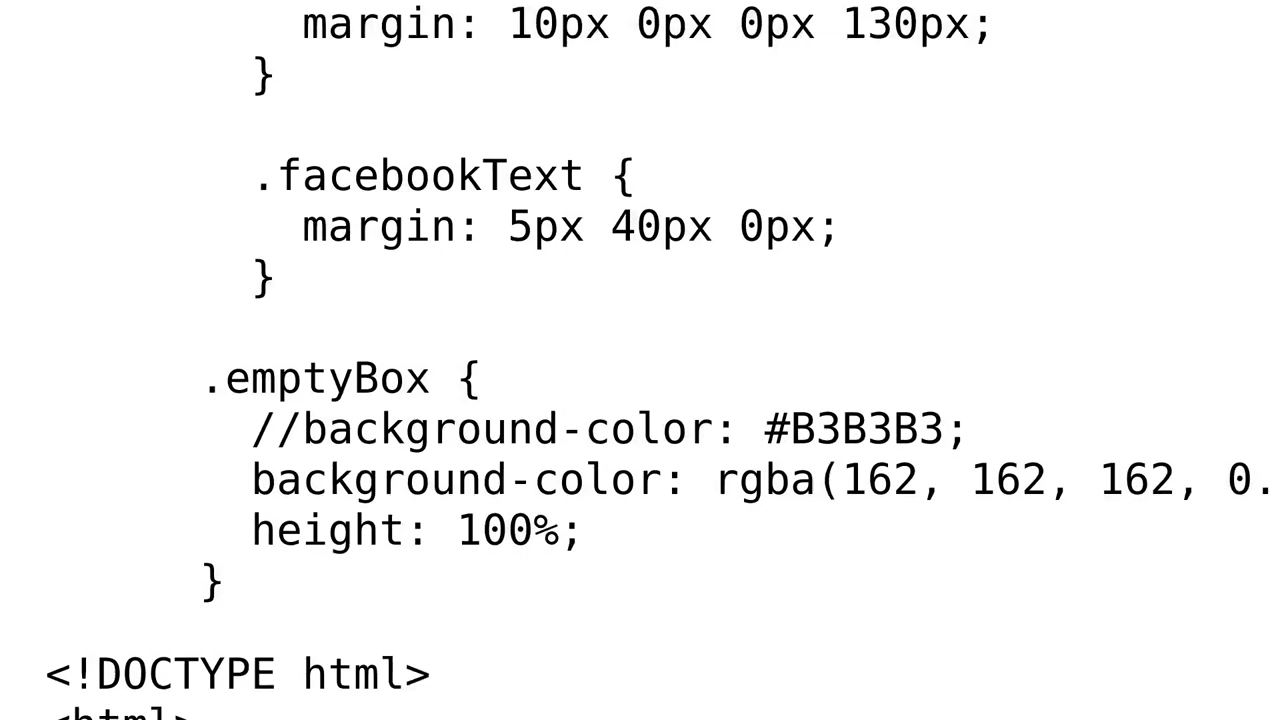 margin: 10px 0px 0px 130px;
}
.facebookText {
margin: 5px 40px 0px;
}
.emptyBox {
//background-color: #B3B3B3;
background-color: rgba(162, 162, 162, 0.
height: 100%;
}
<!DOCTYPE html>
<html>